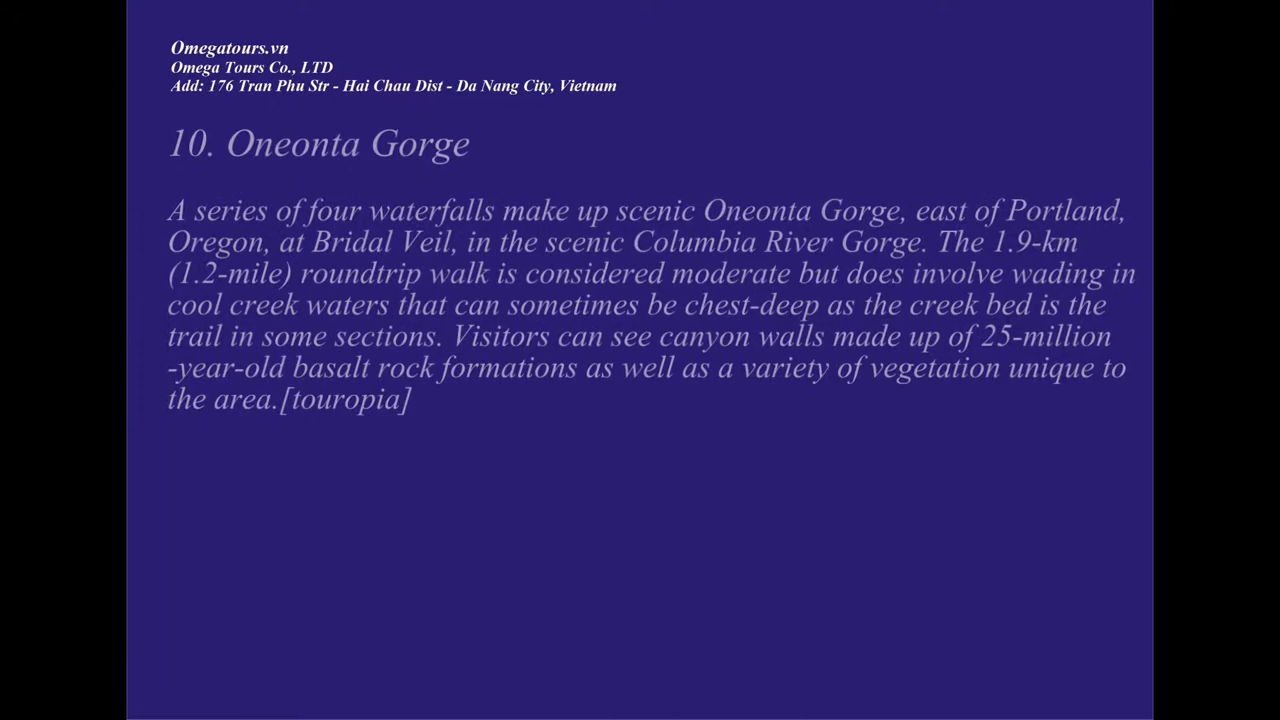 Omegatours.vn
Omega Tours Co., LTD
Add: 176 Tran Phu Str - Hai Chau Dist - Da Nang City, Vietnam
10. Oneonta Gorge
A series of four waterfalls make up scenic Oneonta Gorge, east of Portland,
Oregon, at Bridal Veil, in the scenic Columbia River Gorge. The 1.9-km
(1.2-mile) roundtrip walk is considered moderate but does involve wading in
cool creek waters that can sometimes be chest-deep as the creek bed is the
trail in some sections. Visitors can see canyon walls made up of 25-million
-year-old basalt rock formations as well as a variety of vegetation unique to
the area.[touropia]